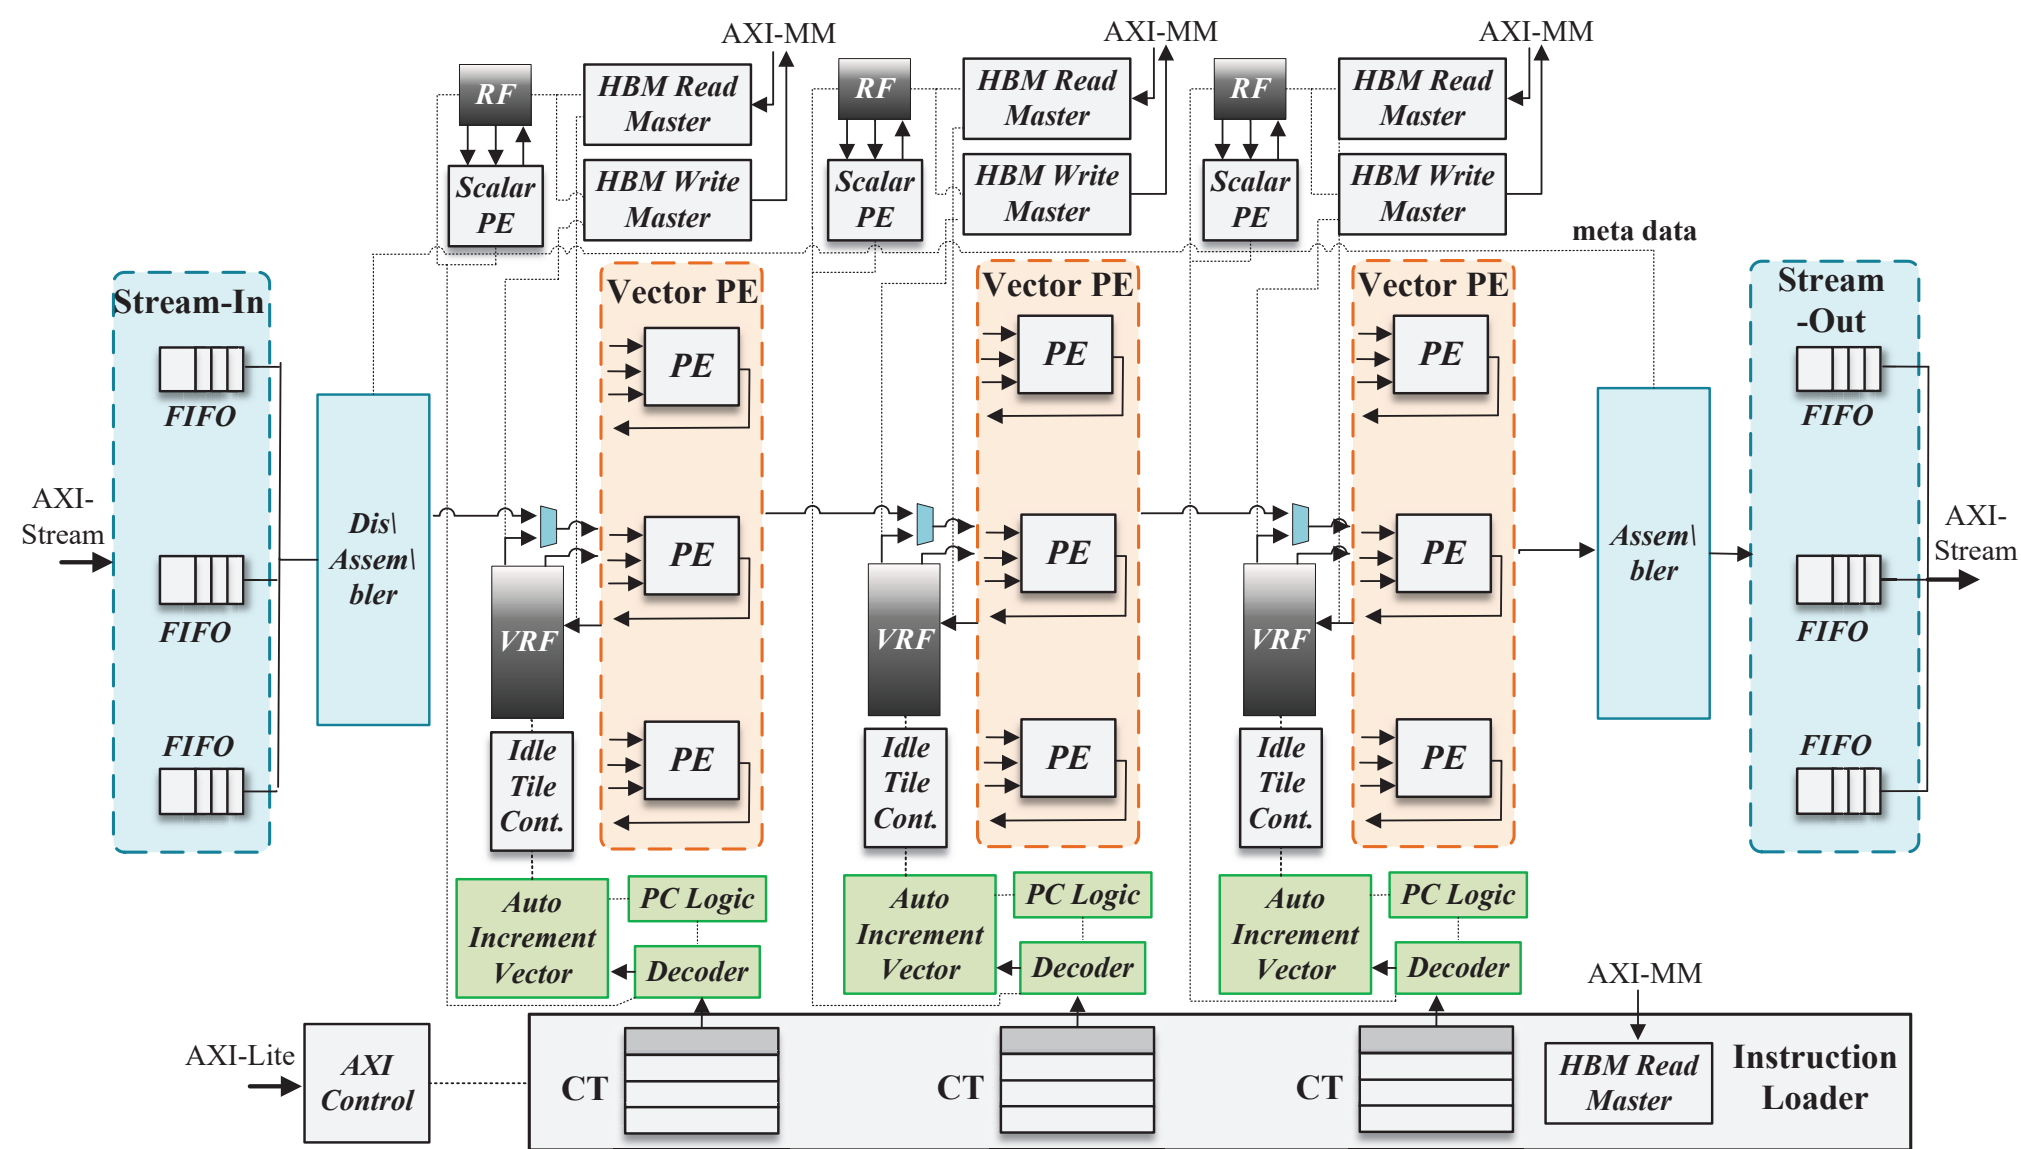 AXI-MM
AXI-MM
AXI-MM
RF
HBM Read
Master
RF
HBM Read
Master
RF
HBM Read
Master
Scalar
PE
HBM Write
Master
Scalar
PE
HBM Write
Master
Scalar
PE
HBM Write
Master
meta data
Stream-In
Vector PE
Vector PE
Vector PE
Stream
-Out
PE
PE
PE
FIFO
FIFO
AXI-
Stream
Dis\
Assem\
bler
PE
PE
PE
Assem\
bler
AXI-
Stream
FIFO
VRF
VRF
VRF
FIFO
FIFO
Idle
Tile
Cont.
PE
Idle
Tile
Cont.
PE
Idle
Tile
Cont.
PE
FIFO
Auto
Increment
Vector
PC Logic
Decoder
Auto
Increment
Vector
PC Logic
Decoder
Auto
Increment
Vector
PC Logic
Decoder
AXI-MM
AXI-Lite
AXI
Control
CT
CT
CT
HBM Read
Master
Instruction
Loader